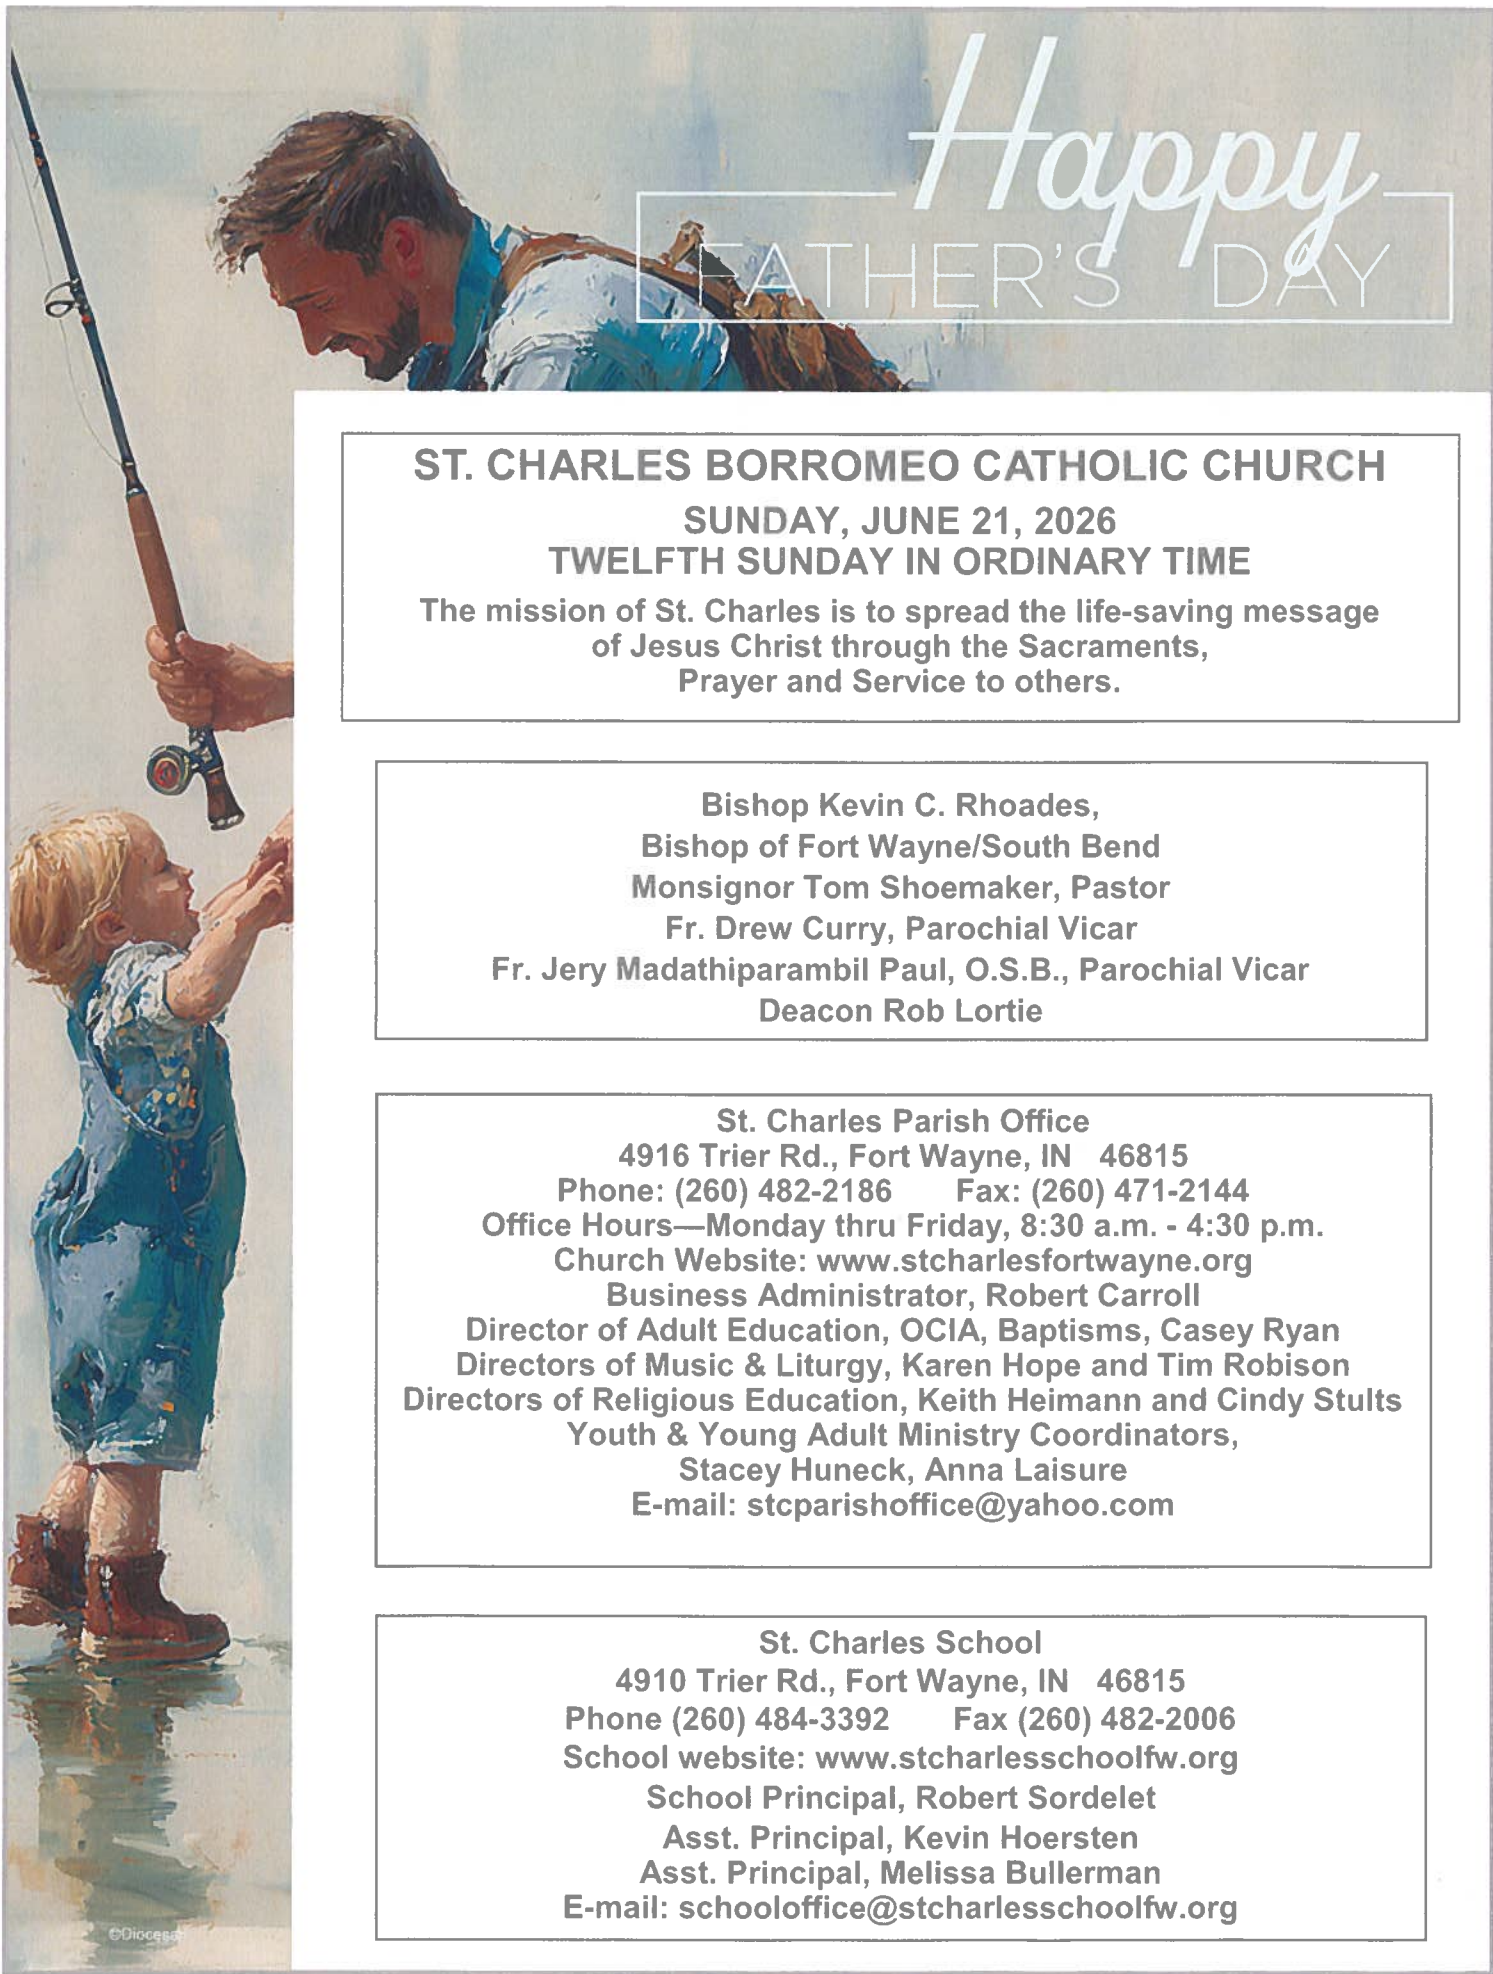 Happy
FATHER'S DAY
ST. CHARLES BORROMEO CATHOLIC CHURCH
SUNDAY, JUNE 21, 2026
TWELFTH SUNDAY IN ORDINARY TIME
The mission of St. Charles is to spread the life-saving message
of Jesus Christ through the Sacraments,
Prayer and Service to others.
Bishop Kevin C. Rhoades,
Bishop of Fort Wayne/South Bend
Monsignor Tom Shoemaker, Pastor
Fr. Drew Curry, Parochial Vicar
Fr. Jery Madathiparambil Paul, O.S.B., Parochial Vicar
Deacon Rob Lortie
St. Charles Parish Office
4916 Trier Rd., Fort Wayne, IN 46815
Phone: (260) 482-2186 Fax: (260) 471-2144
Office Hours—Monday thru Friday, 8:30 a.m. - 4:30 p.m.
Church Website: www.stcharlesfortwayne.org
Business Administrator, Robert Carroll
Director of Adult Education, OCIA, Baptisms, Casey Ryan
Directors of Music & Liturgy, Karen Hope and Tim Robison
Directors of Religious Education, Keith Heimann and Cindy Stults
Youth & Young Adult Ministry Coordinators,
Stacey Huneck, Anna Laisure
E-mail: stcparishoffice@yahoo.com
St. Charles School
4910 Trier Rd., Fort Wayne, IN 46815
Phone (260) 484-3392 Fax (260) 482-2006
School website: www.stcharlesschoolfw.org
School Principal, Robert Sordelet
Asst. Principal, Kevin Hoersten
Asst. Principal, Melissa Bullerman
E-mail: schooloffice@stcharlesschoolfw.org